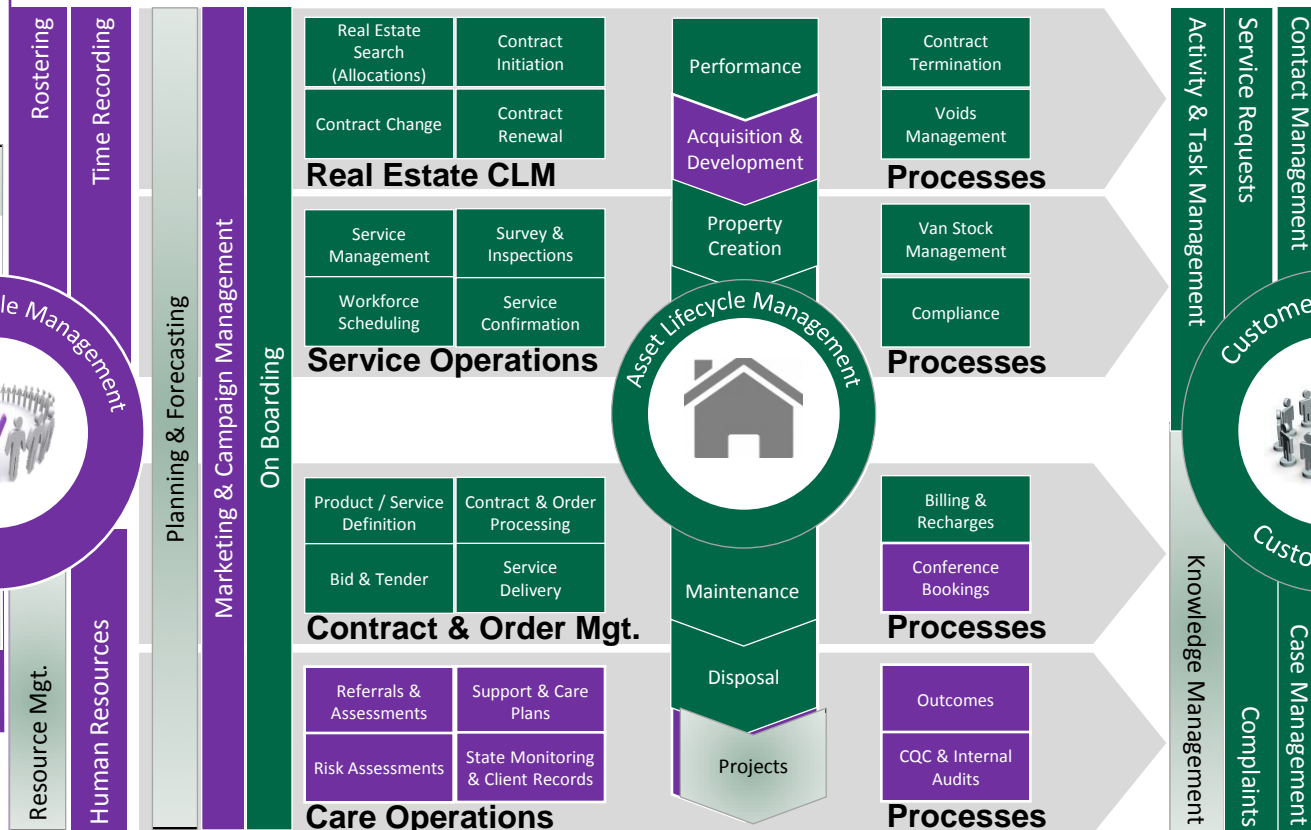 Rostering
Time Recording
le Management
Resource Mgt.
Human Resources
Planning & Forecasting
Marketing & Campaign Management
On Boarding
Real Estate
Search
(Allocations)
Contract
Initiation
Contract Change
Contract
Renewal
Real Estate CLM
Performance
Acquisition &
Development
Contract
Termination
Voids
Management
Processes
Service
Management
Survey &
Inspections
Workforce
Scheduling
Service
Confirmation
Service Operations
Property
Creation
Asset Lifecycle Management
Van Stock
Management
Compliance
Processes
Product / Service
Definition
Contract & Order
Processing
Bid & Tender
Service
Delivery
Contract & Order Mgt.
Maintenance
Billing &
Recharges
Conference
Bookings
Processes
Referrals &
Assessments
Support & Care
Plans
Risk Assessments
State Monitoring
& Client Records
Care Operations
Disposal
Projects
Outcomes
CQC & Internal
Audits
Processes
Activity & Task Management
Service Requests
Contact Management
Custome
Custo
Knowledge Management
Complaints
Case Management